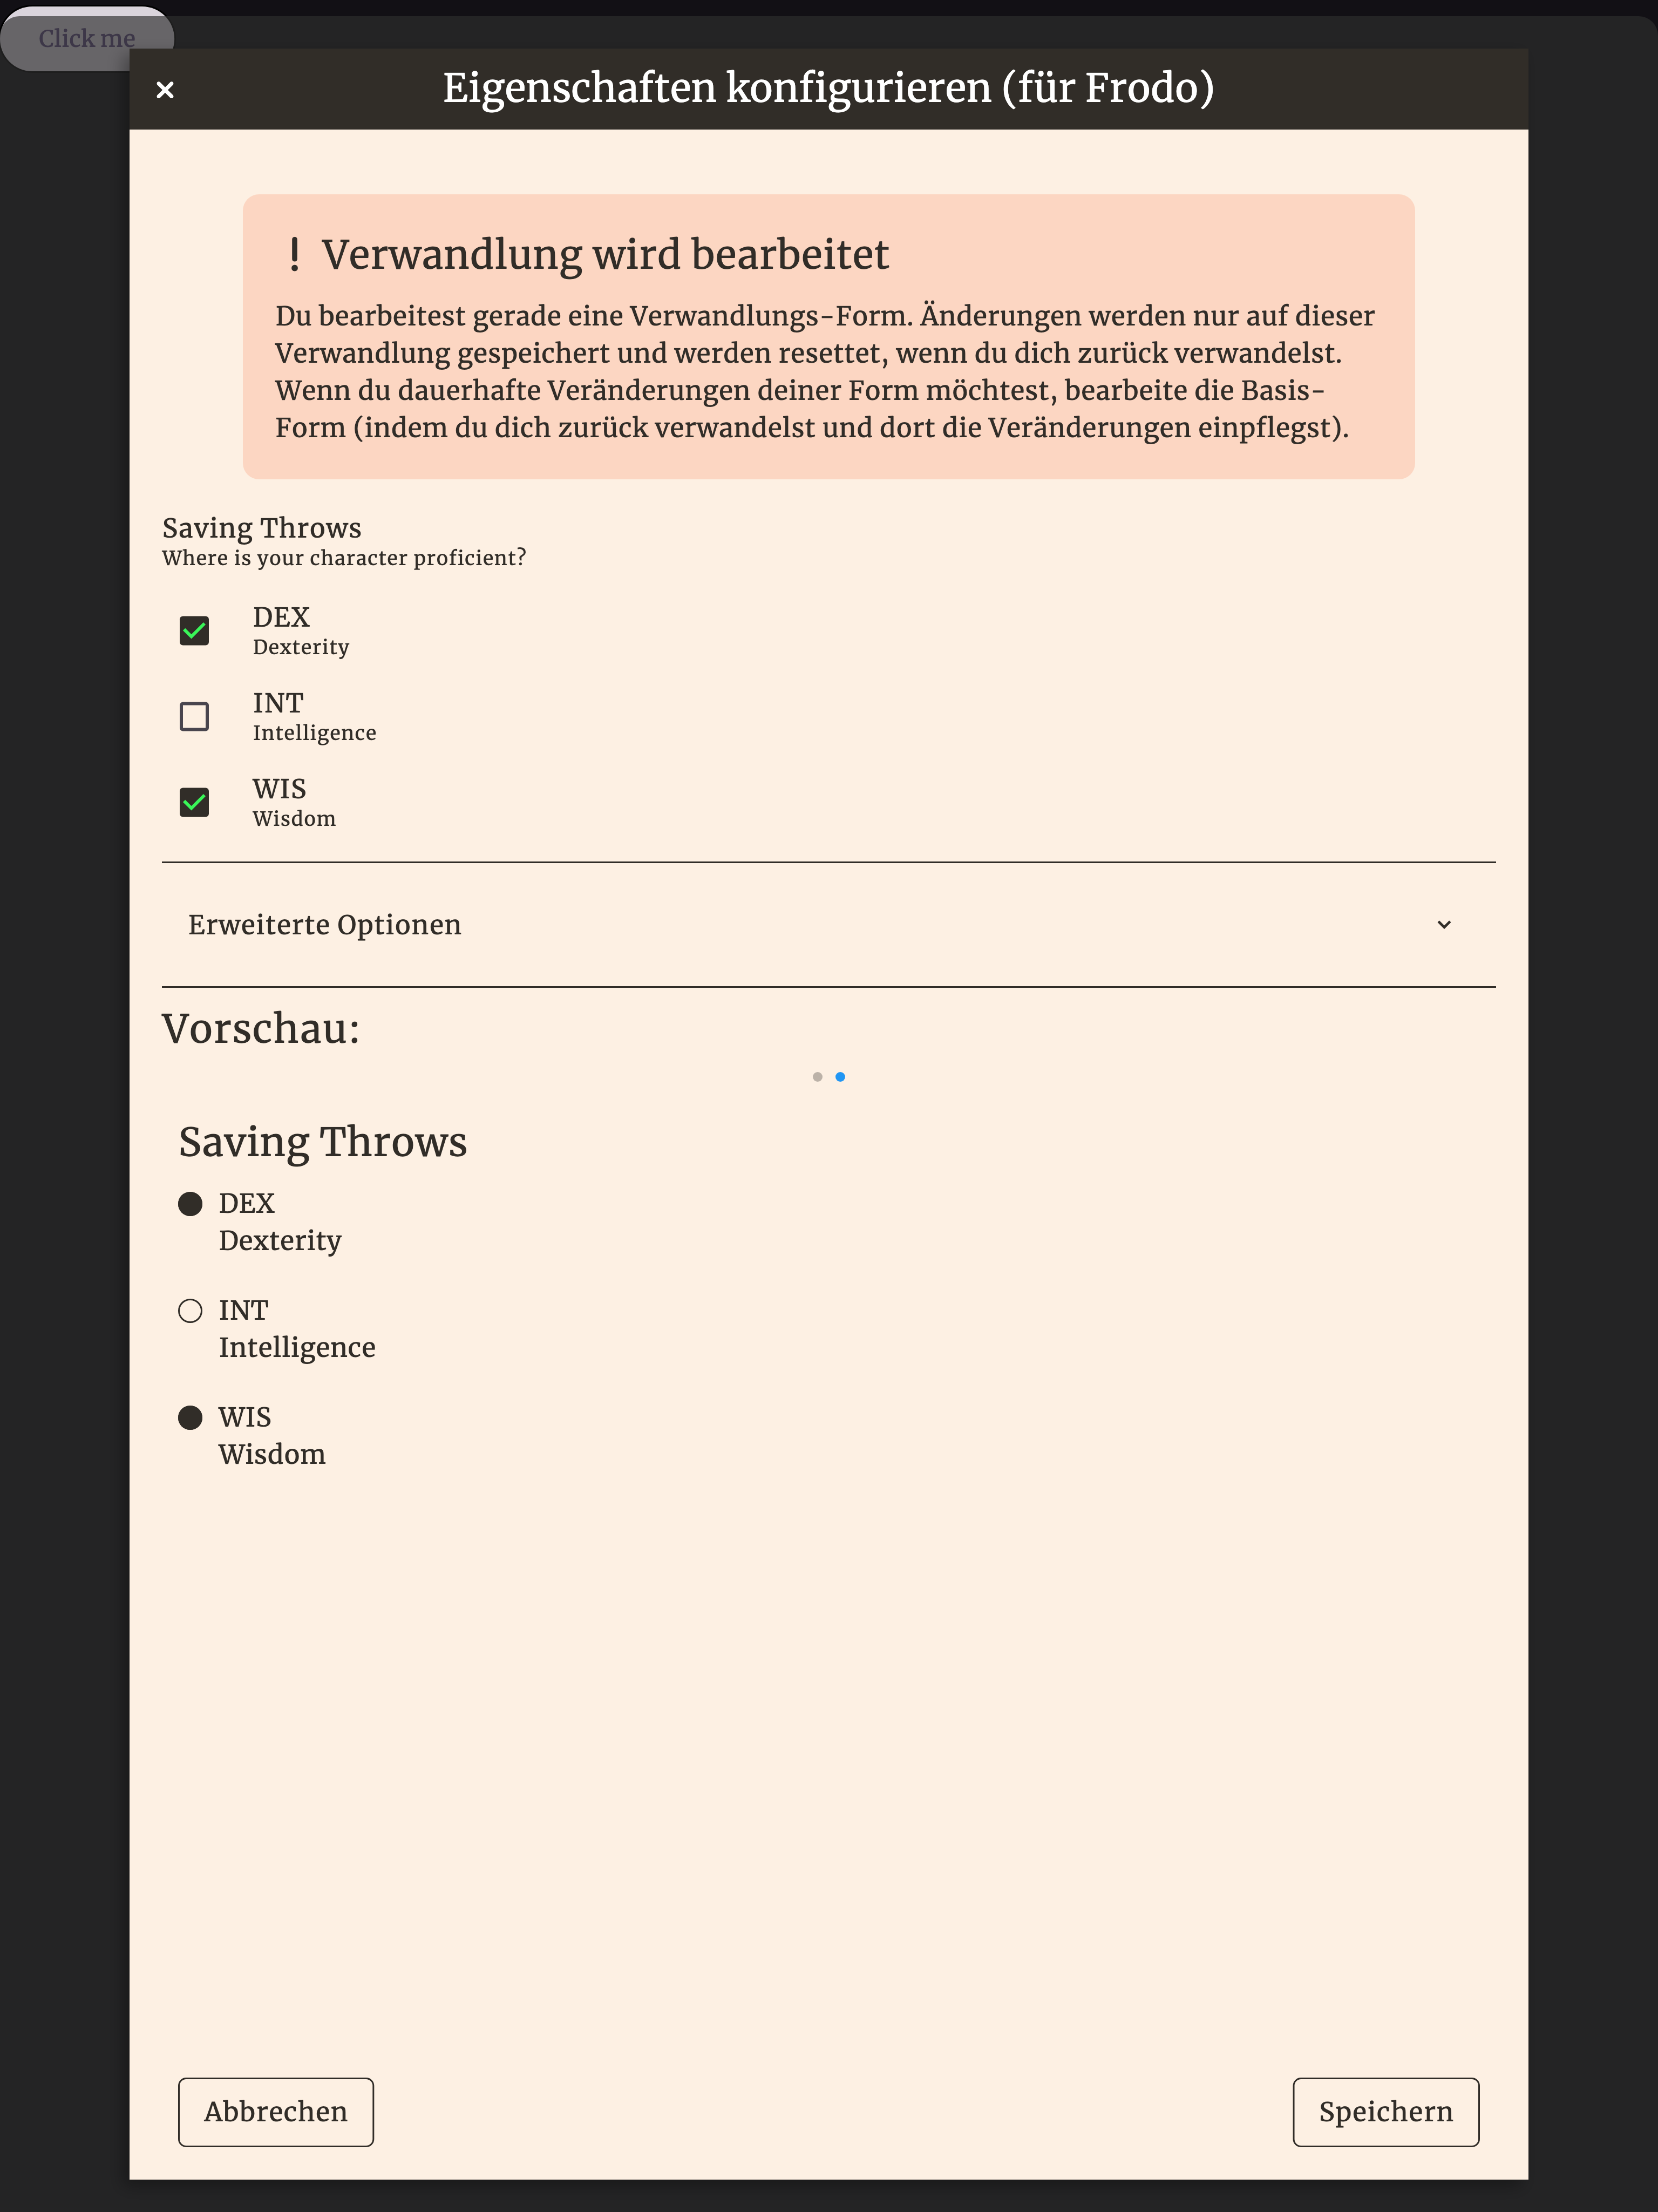 Click me
Eigenschaften konfigurieren (für Frodo)
! Verwandlung wird bearbeitet
Du bearbeitest gerade eine Verwandlungs-Form. Änderungen werden nur auf dieser
Verwandlung gespeichert und werden resettet, wenn du dich zurück verwandelst.
Wenn du dauerhafte Veränderungen deiner Form möchtest, bearbeite die Basis-
Form (indem du dich zurück verwandelst und dort die Veränderungen einpflegst).
Saving Throws
Where is your character proficient?
DEX
Dexterity
INT
Intelligence
WIS
Wisdom
Erweiterte Optionen
Vorschau:
Saving Throws
DEX
Dexterity
INT
Intelligence
WIS
Wisdom
Abbrechen
Speichern